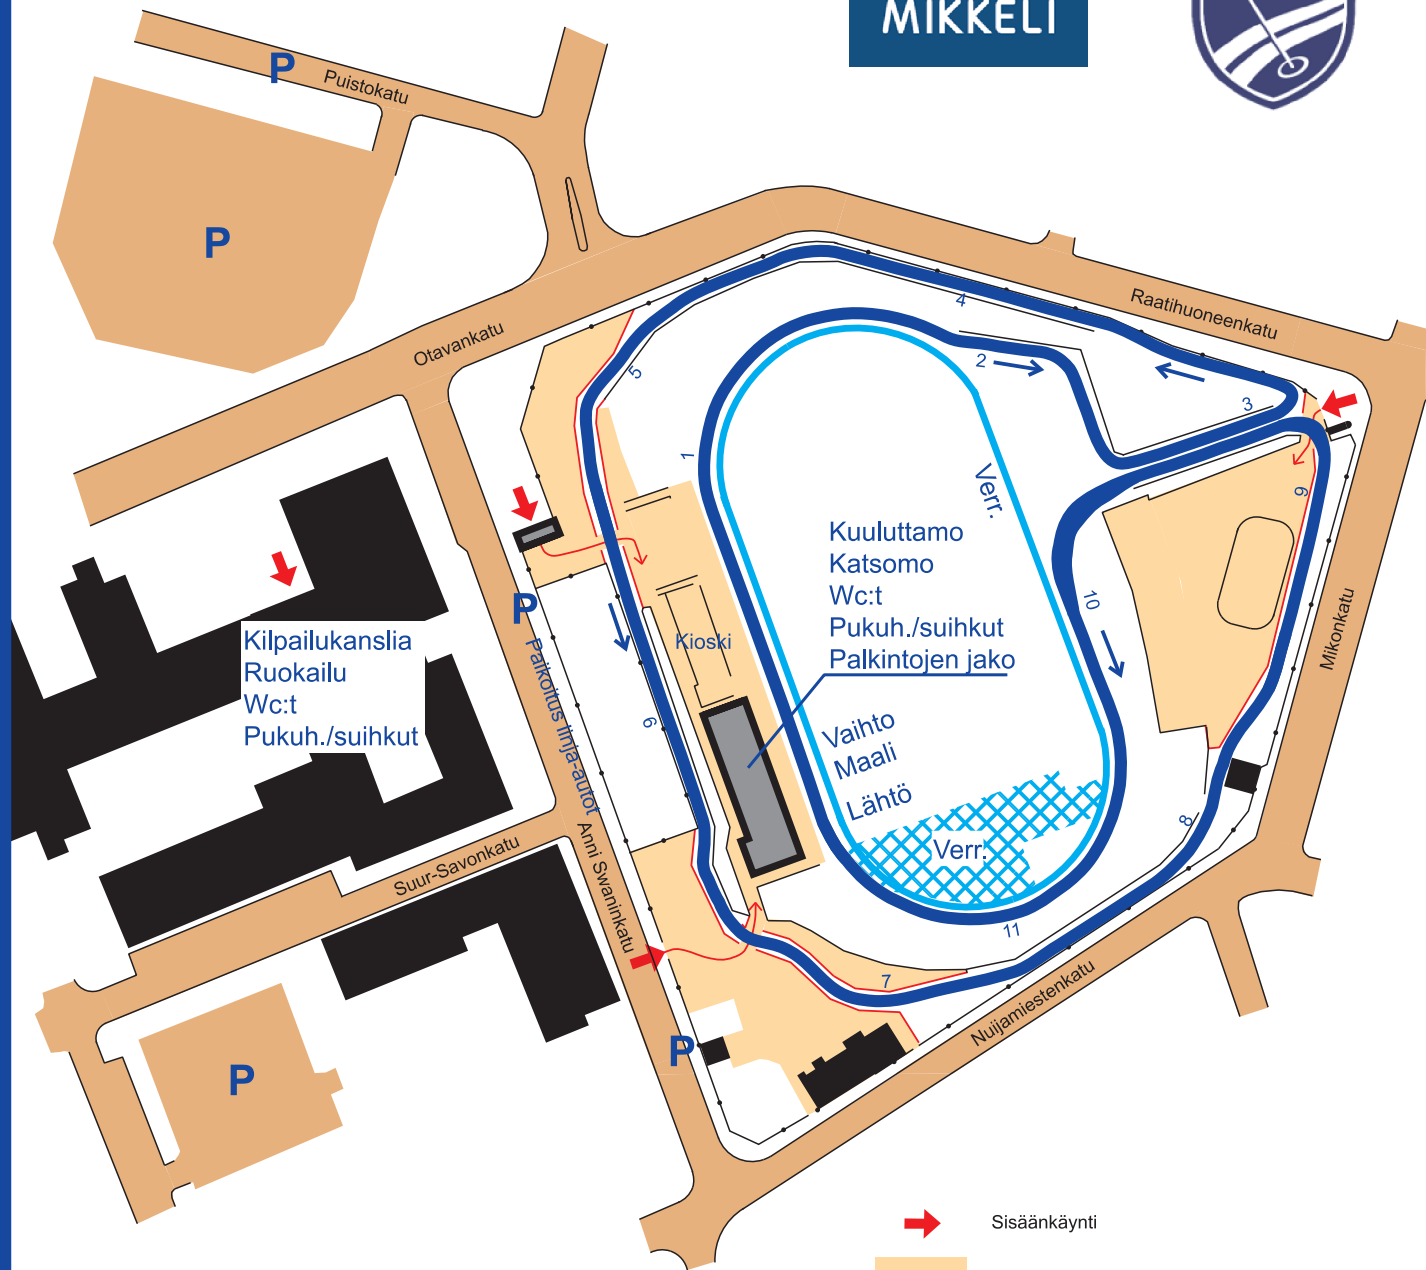 MIKKELI
P
Puistokatu
P
Otavankatu
Raatihuoneenkatu
4
2
5
3
1
Verr.
9
Kuuluttamo
Katsomo
Wc:t
Pukuh./suihkut
Palkintojen jako
10
Mikonkatu
P
Kilpailukanslia
Ruokailu
Wc:t
Pukuh./suihkut
Paikoitus linja-autot
Kioski
6
Vaihto
Maali
Lähtö
Verr.
8
Suur-Savonkatu
Anni Swaninkatu
11
7
Nuijamiestenkatu
P
P
Sisäänkäynti